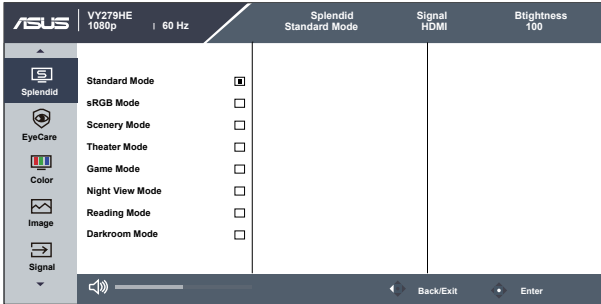 ASUS
VY279HE
1080p | 60 Hz
Splendid
Standard Mode
Signal
HDMI
Btightness
100
Splendid
EyeCare
Color
Image
Signal
Standard Mode
sRGB Mode
Scenery Mode
Theater Mode
Game Mode
Night View Mode
Reading Mode
Darkroom Mode
Back/Exit
Enter